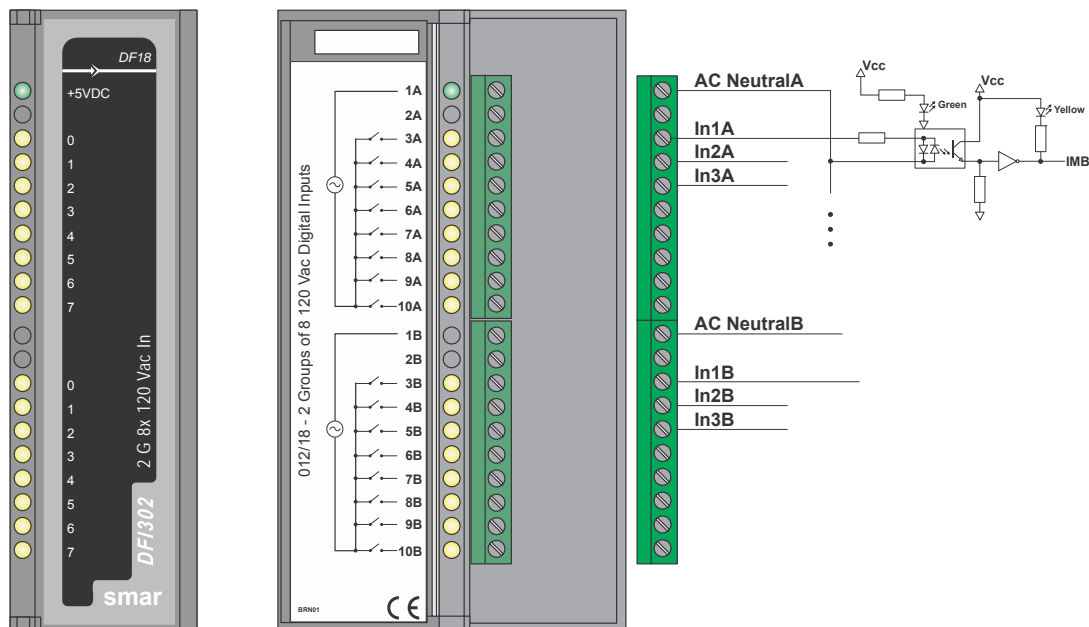 DF18
+5VDC
0
1
2
3
4
5
6
7
0
1
2
3
4
5
6
7
2 G 8x 120 Vac In
DFI302
smar
012/18 - 2 Groups of 8 120 Vac Digital Inputs
1A
2A
3A
4A
5A
6A
7A
8A
9A
10A
1B
2B
3B
4B
5B
6B
7B
8B
9B
10B
BRN01
CE
AC NeutralA
In1A
In2A
In3A
AC NeutralB
In1B
In2B
In3B
Vcc
Green
Vcc
Yellow
IMB